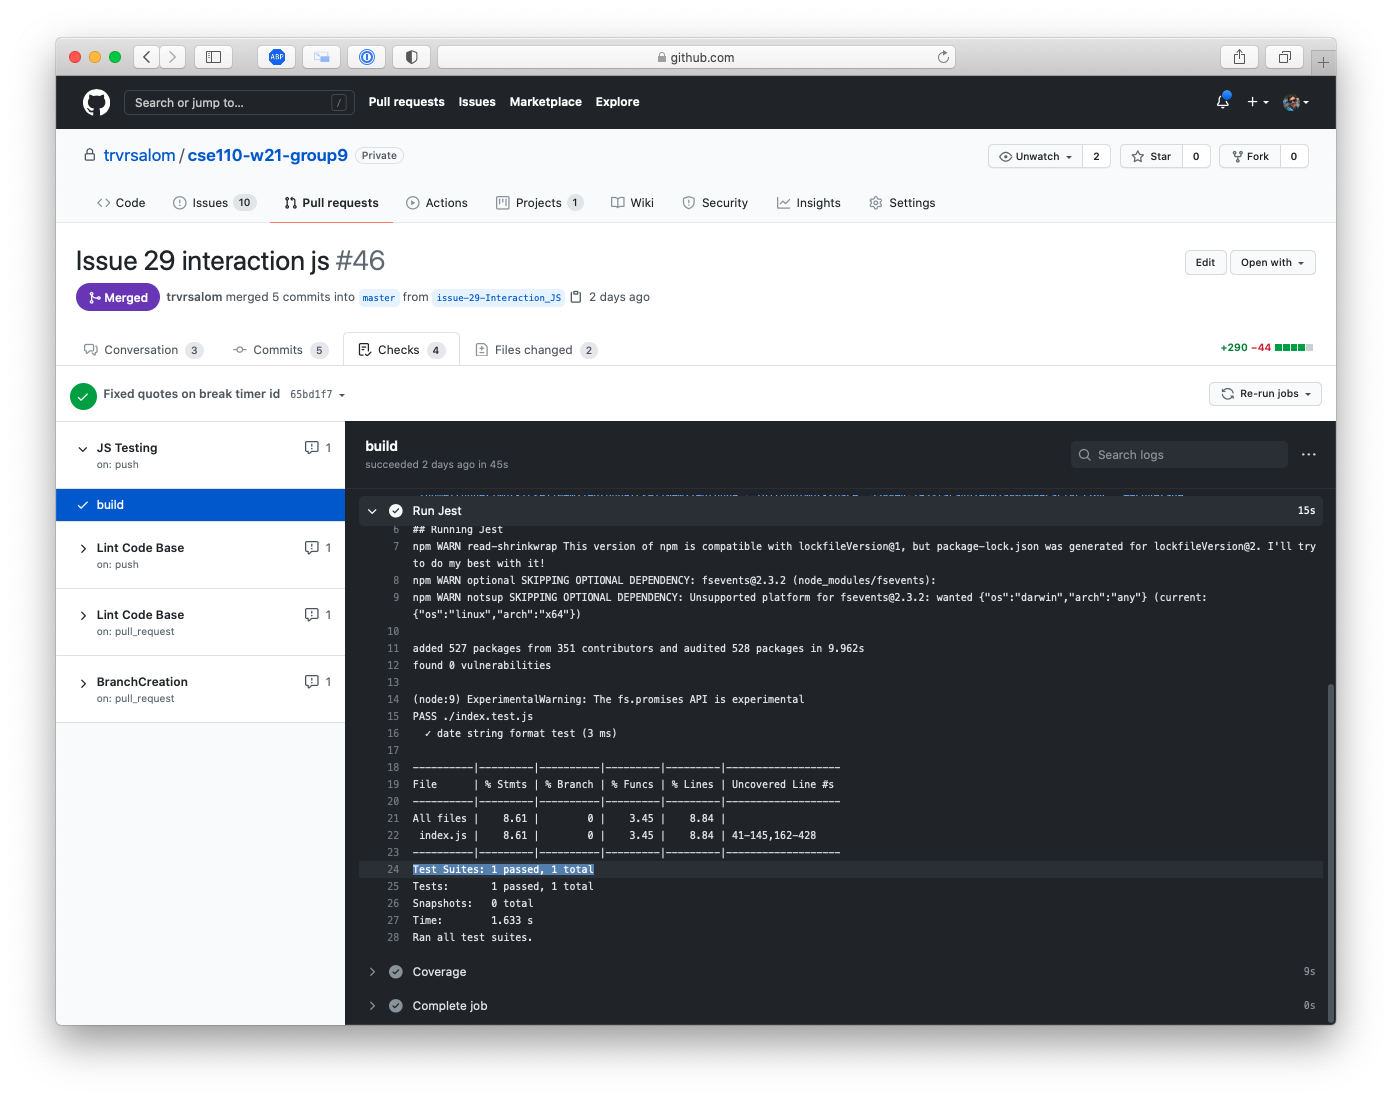 ABP
github.com
Search or jump to...
/
Pull requests
Issues
Marketplace
Explore
trvrsalom / cse110-w21-group9
Private
Unwatch 2
Star 0
Fork 0
Code
Issues 10
Pull requests
Actions
Projects 1
Wiki
Security
Insights
Settings
Issue 29 interaction js #46
Edit
Open with
Merged
trvrsalom merged 5 commits into master from issue-29-Interaction_JS 2 days ago
Conversation 3
Commits 5
Checks 4
Files changed 2
+290 −44
Fixed quotes on break timer id 65bd1f7
Re-run jobs
JS Testing 1
on: push
build
Lint Code Base 1
on: push
Lint Code Base 1
on: pull_request
BranchCreation 1
on: pull_request
build
succeeded 2 days ago in 45s
Search logs
Run Jest 15s
6 ## Running Jest
7 npm WARN read-shrinkwrap This version of npm is compatible with lockfileVersion@1, but package-lock.json was generated for lockfileVersion@2. I'll try
to do my best with it!
8 npm WARN optional SKIPPING OPTIONAL DEPENDENCY: fsevents@2.3.2 (node_modules/fsevents):
9 npm WARN notsup SKIPPING OPTIONAL DEPENDENCY: Unsupported platform for fsevents@2.3.2: wanted {"os":"darwin","arch":"any"} (current:
{"os":"linux","arch":"x64"})
10
11 added 527 packages from 351 contributors and audited 528 packages in 9.962s
12 found 0 vulnerabilities
13
14 (node:9) ExperimentalWarning: The fs.promises API is experimental
15 PASS ./index.test.js
16 ✓ date string format test (3 ms)
17
18 ----------|---------|----------|---------|---------|-------------------
19 File | % Stmts | % Branch | % Funcs | % Lines | Uncovered Line #s
20 ----------|---------|----------|---------|---------|-------------------
21 All files | 8.61 | 0 | 3.45 | 8.84 |
22 index.js | 8.61 | 0 | 3.45 | 8.84 | 41-145,162-428
23 ----------|---------|----------|---------|---------|-------------------
24 Test Suites: 1 passed, 1 total
25 Tests: 1 passed, 1 total
26 Snapshots: 0 total
27 Time: 1.633 s
28 Ran all test suites.
Coverage 9s
Complete job 0s